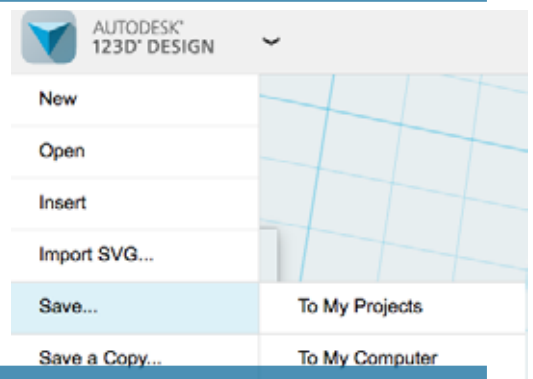 AUTODESK®
123D® DESIGN
New
Open
Insert
Import SVG...
Save...
To My Projects
Save a Copy...
To My Computer